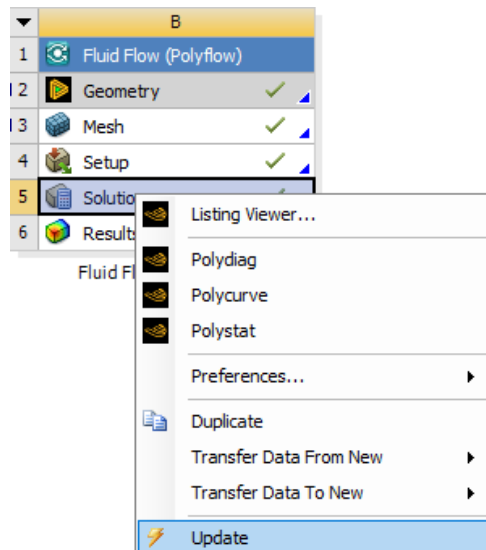 B
1 Fluid Flow (Polyflow)
2 Geometry
3 Mesh
4 Setup
5 Solutio
Listing Viewer...
6 Results
Polydiag
Fluid Fl
Polycurve
Polystat
Preferences...
Duplicate
Transfer Data From New
Transfer Data To New
Update